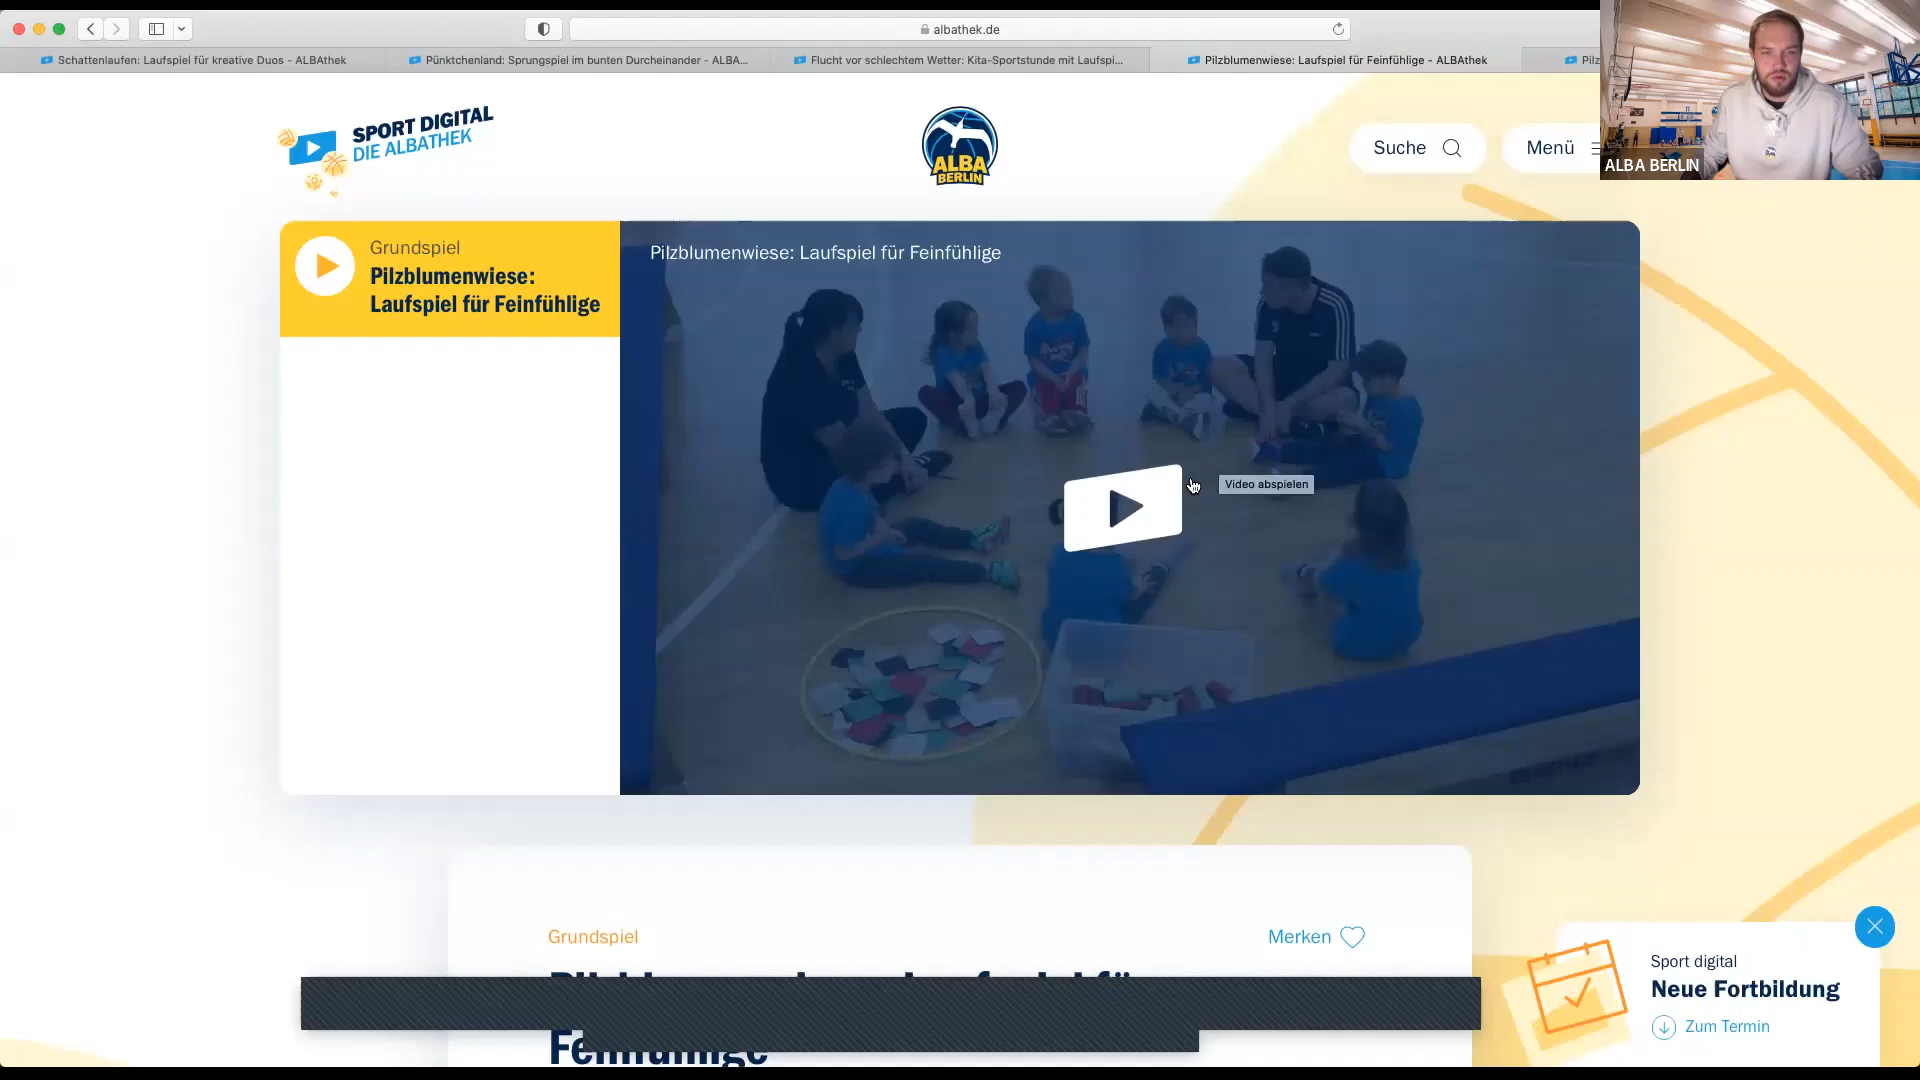 albathek.de
Schattenlaufen: Laufspiel für kreative Duos - ALBAthek
Pünktchenland: Sprungspiel im bunten Durcheinander - ALBA...
Flucht vor schlechtem Wetter: Kita-Sportstunde mit Laufspi...
Pilzblumenwiese: Laufspiel für Feinfühlige - ALBAthek
Pilz
SPORT DIGITAL
DIE ALBATHEK
ALBA
BERLIN
Suche
Menü
ALBA BERLIN
Grundspiel
Pilzblumenwiese:
Laufspiel für Feinfühlige
Pilzblumenwiese: Laufspiel für Feinfühlige
Video abspielen
Grundspiel
Merken
Sport digital
Neue Fortbildung
Zum Termin